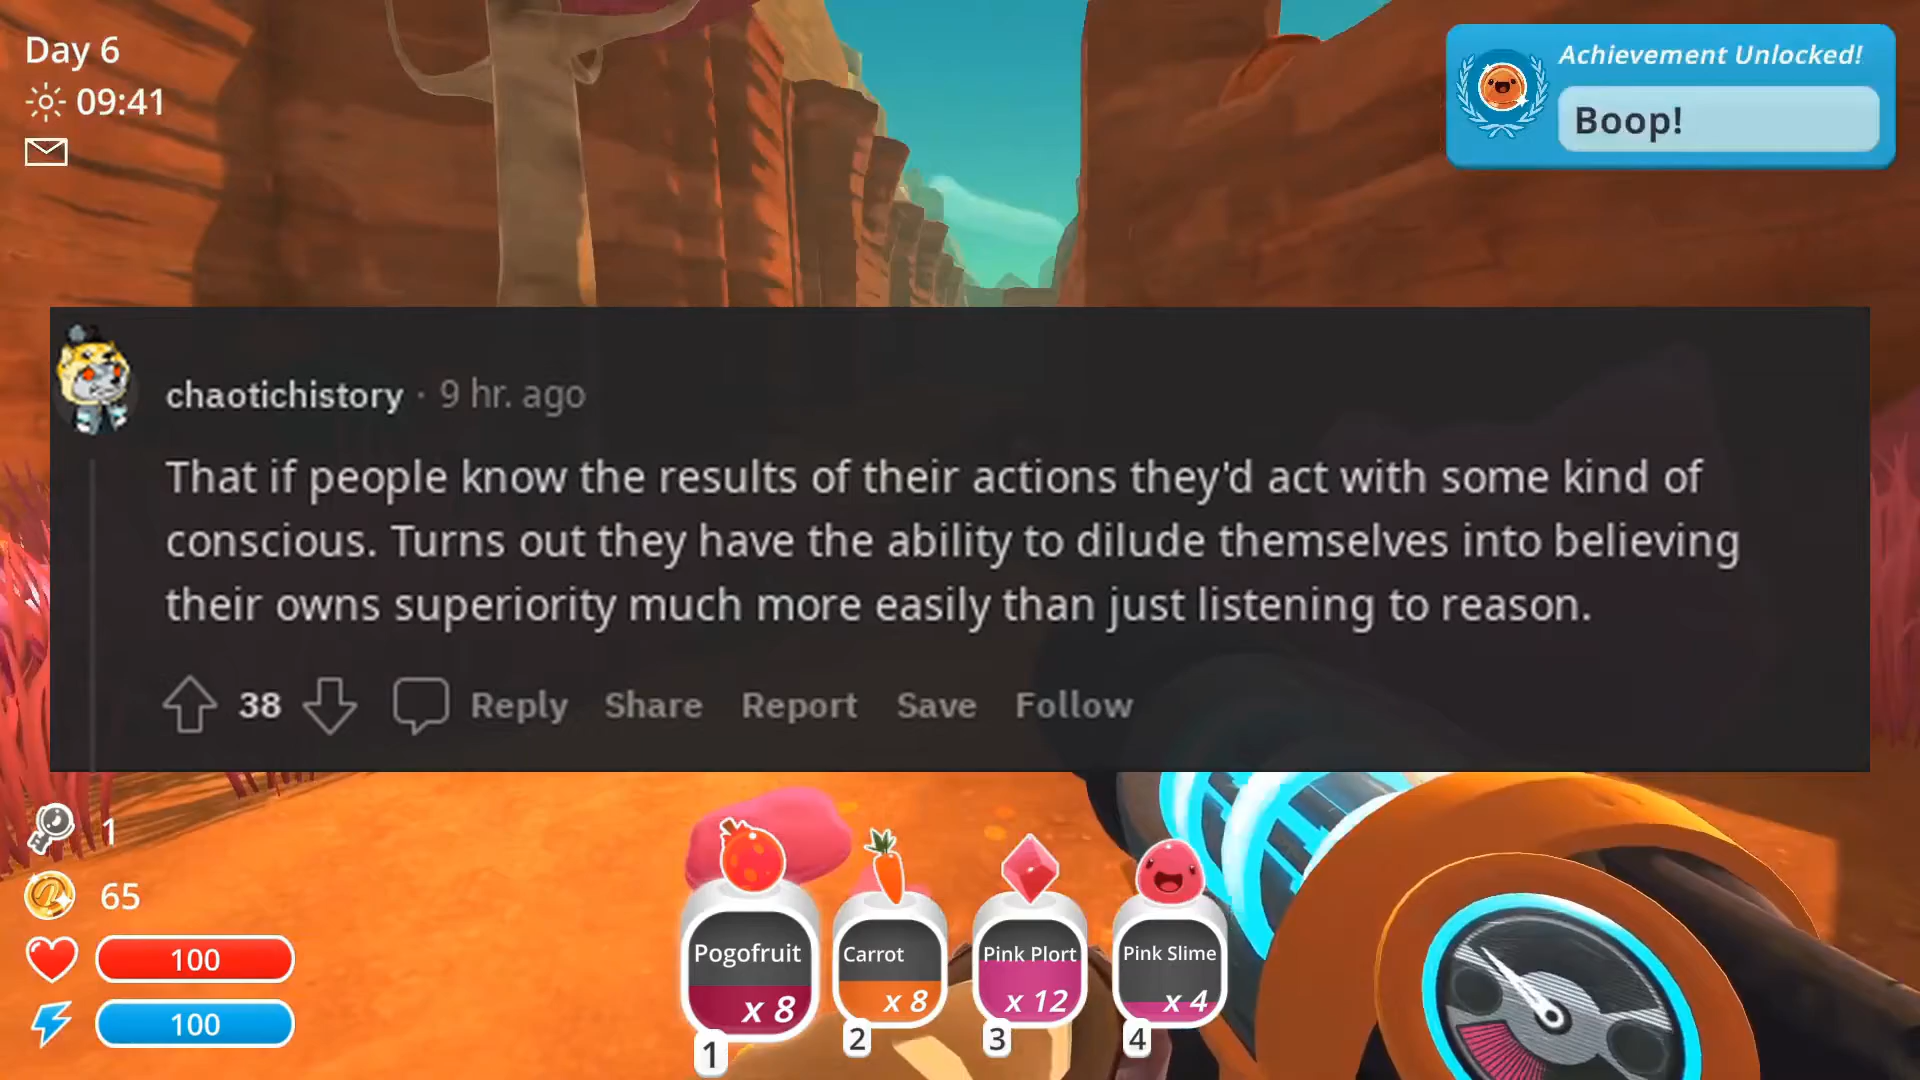 Day 6
09:41
Achievement Unlocked!
Boop!
chaotichistory · 9 hr. ago
That if people know the results of their actions they'd act with some kind of
conscious. Turns out they have the ability to dilude themselves into believing
their owns superiority much more easily than just listening to reason.
38 Reply Share Report Save Follow
1
65
100
100
Pogofruit
x 8
1
Carrot
x 8
2
Pink Plort
x 12
3
Pink Slime
x 4
4